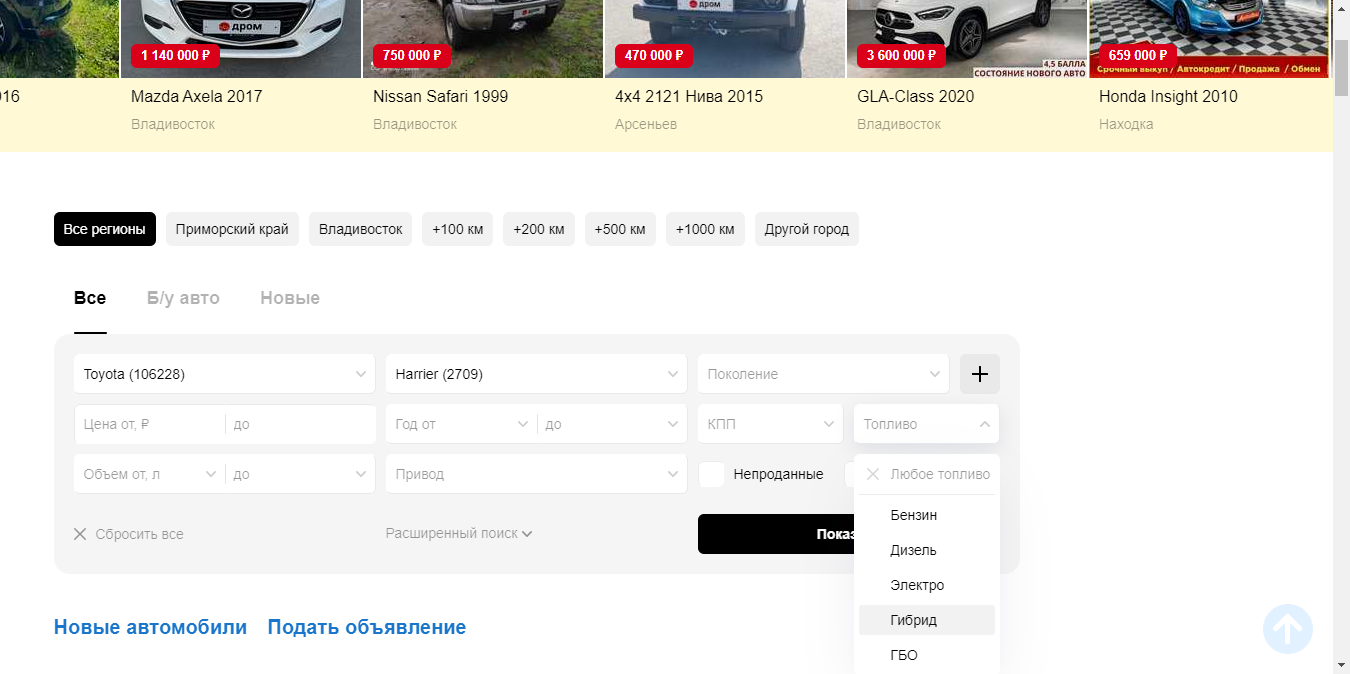 дром
дром
дром
4,5 БАЛЛА
1 140 000 ₽
750 000 ₽
470 000 ₽
3 600 000 ₽
СОСТОЯНИЕ НОВОГО АВТО
659 000 ₽
Срочный выкуп / Автокредит / Продажа / Обмен
016
Mazda Axela 2017
Nissan Safari 1999
4x4 2121 Нива 2015
GLA-Class 2020
Honda Insight 2010
Владивосток
Владивосток
Арсеньев
Владивосток
Находка
Все регионы
Приморский край
Владивосток
+100 км
+200 км
+500 км
+1000 км
Другой город
Все
Б/у авто
Новые
Toyota (106228)
Harrier (2709)
Поколение
Цена от, ₽
до
Год от
до
КПП
Топливо
Объем от, л
до
Привод
Непроданные
Любое топливо
Бензин
Дизель
Электро
Гибрид
ГБО
Сбросить все
Расширенный поиск
Показ
Новые автомобили
Подать объявление